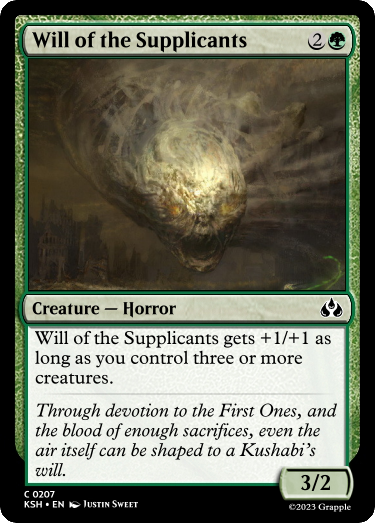 Will of the Supplicants 2
Creature — Horror
Will of the Supplicants gets +1/+1 as
long as you control three or more
creatures.
Through devotion to the First Ones, and
the blood of enough sacrifices, even the
air itself can be shaped to a Kushabi's
will.
3/2
C 0207
KSH • EN Justin Sweet
©2023 Grapple